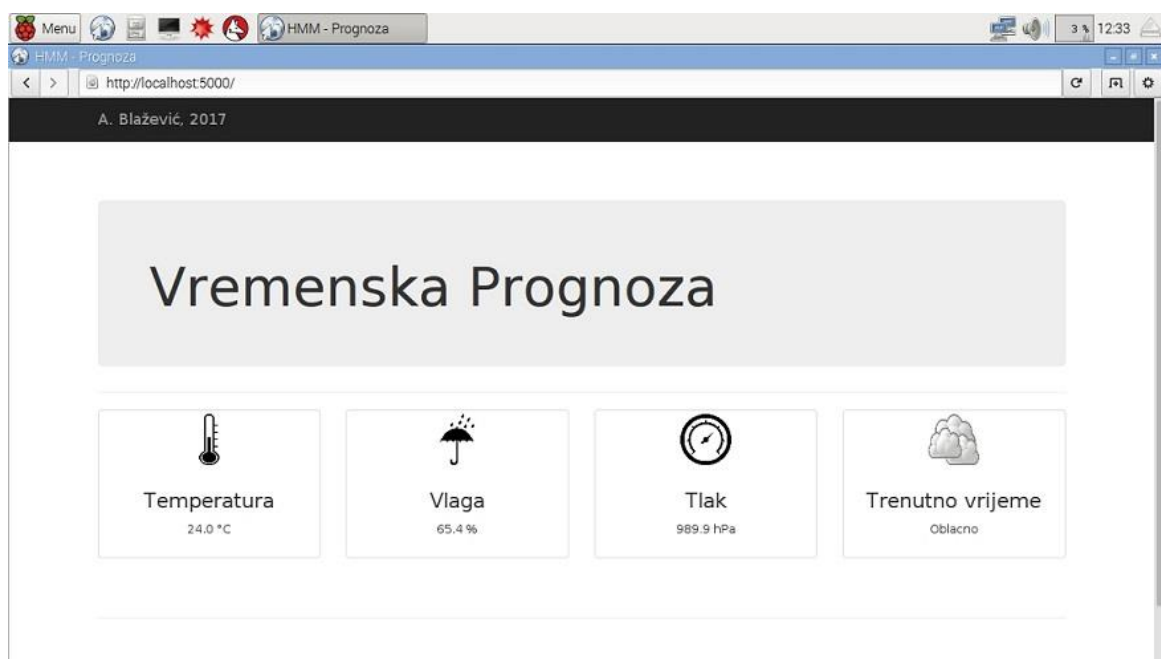 Menu HMM - Prognoza 3 % 12:33
HMM - Prognoza
http://localhost:5000/
A. Blažević, 2017
Vremenska Prognoza
Temperatura
24.0 °C
Vlaga
65.4 %
Tlak
989.9 hPa
Trenutno vrijeme
Oblacno